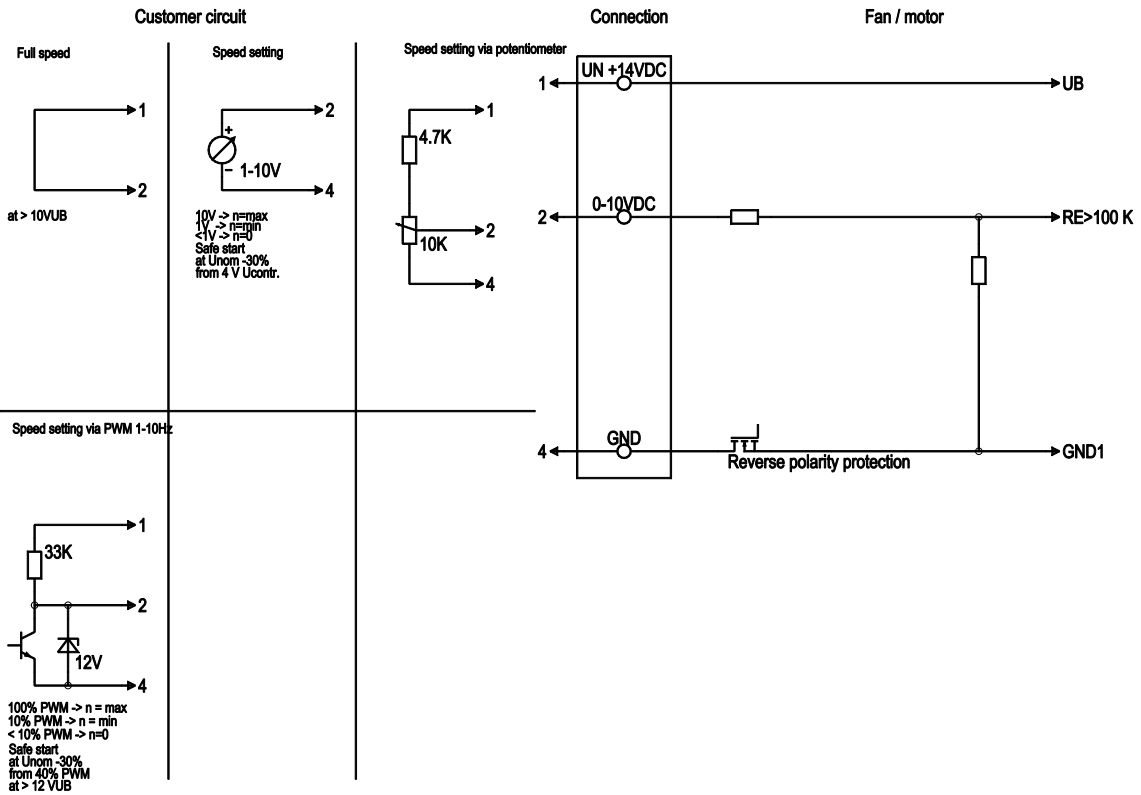 Customer circuit
Connection
Fan / motor
Full speed
1
2
at > 10VUB
Speed setting
2
+
–
1-10V
4
10V -> n=max
1V -> n=min
<1V -> n=0
Safe start
at Unom -30%
from 4 V Ucontr.
Speed setting via potentiometer
1
4.7K
2
10K
4
UN +14VDC
1
UB
0-10VDC
2
RE>100 K
GND
4
GND1
Reverse polarity protection
Speed setting via PWM 1-10Hz
1
33K
2
12V
4
100% PWM -> n = max
10% PWM -> n = min
< 10% PWM -> n=0
Safe start
at Unom -30%
from 40% PWM
at > 12 VUB